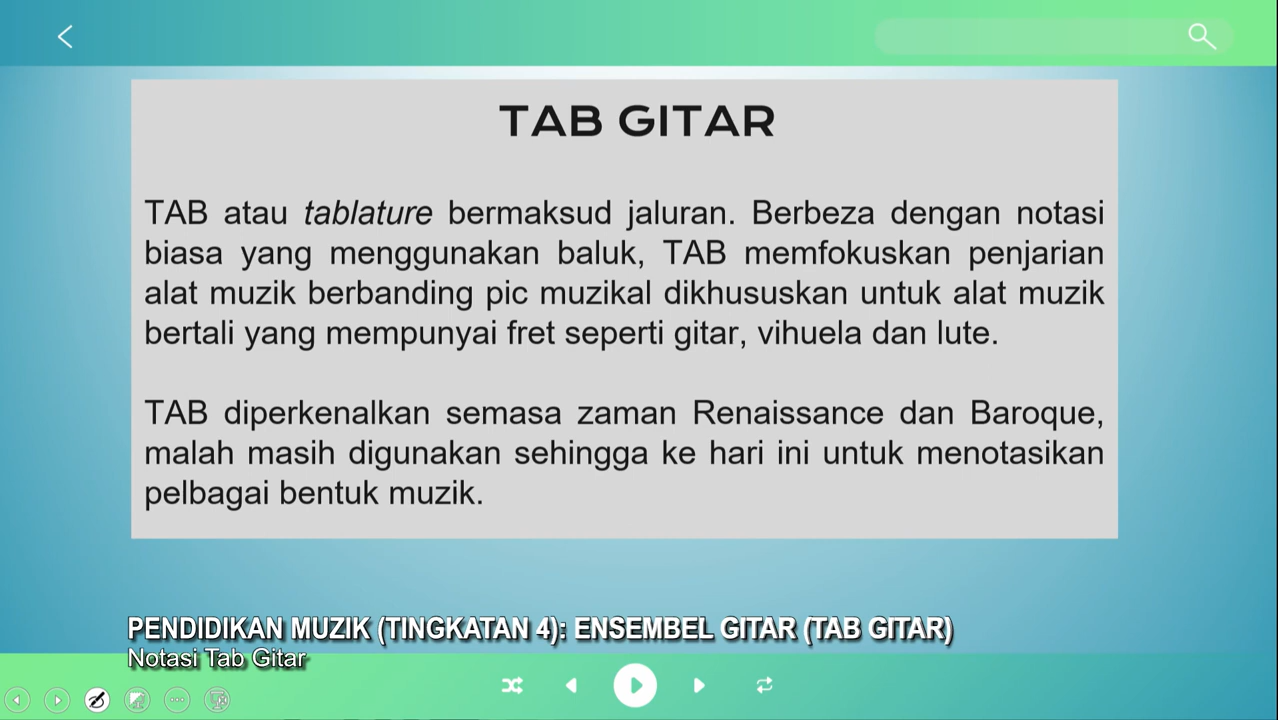 TAB GITAR
TAB atau tablature bermaksud jaluran. Berbeza dengan notasi
biasa yang menggunakan baluk, TAB memfokuskan penjarian
alat muzik berbanding pic muzikal dikhususkan untuk alat muzik
bertali yang mempunyai fret seperti gitar, vihuela dan lute.
TAB diperkenalkan semasa zaman Renaissance dan Baroque,
malah masih digunakan sehingga ke hari ini untuk menotasikan
pelbagai bentuk muzik.
PENDIDIKAN MUZIK (TINGKATAN 4): ENSEMBEL GITAR (TAB GITAR)
Notasi Tab Gitar